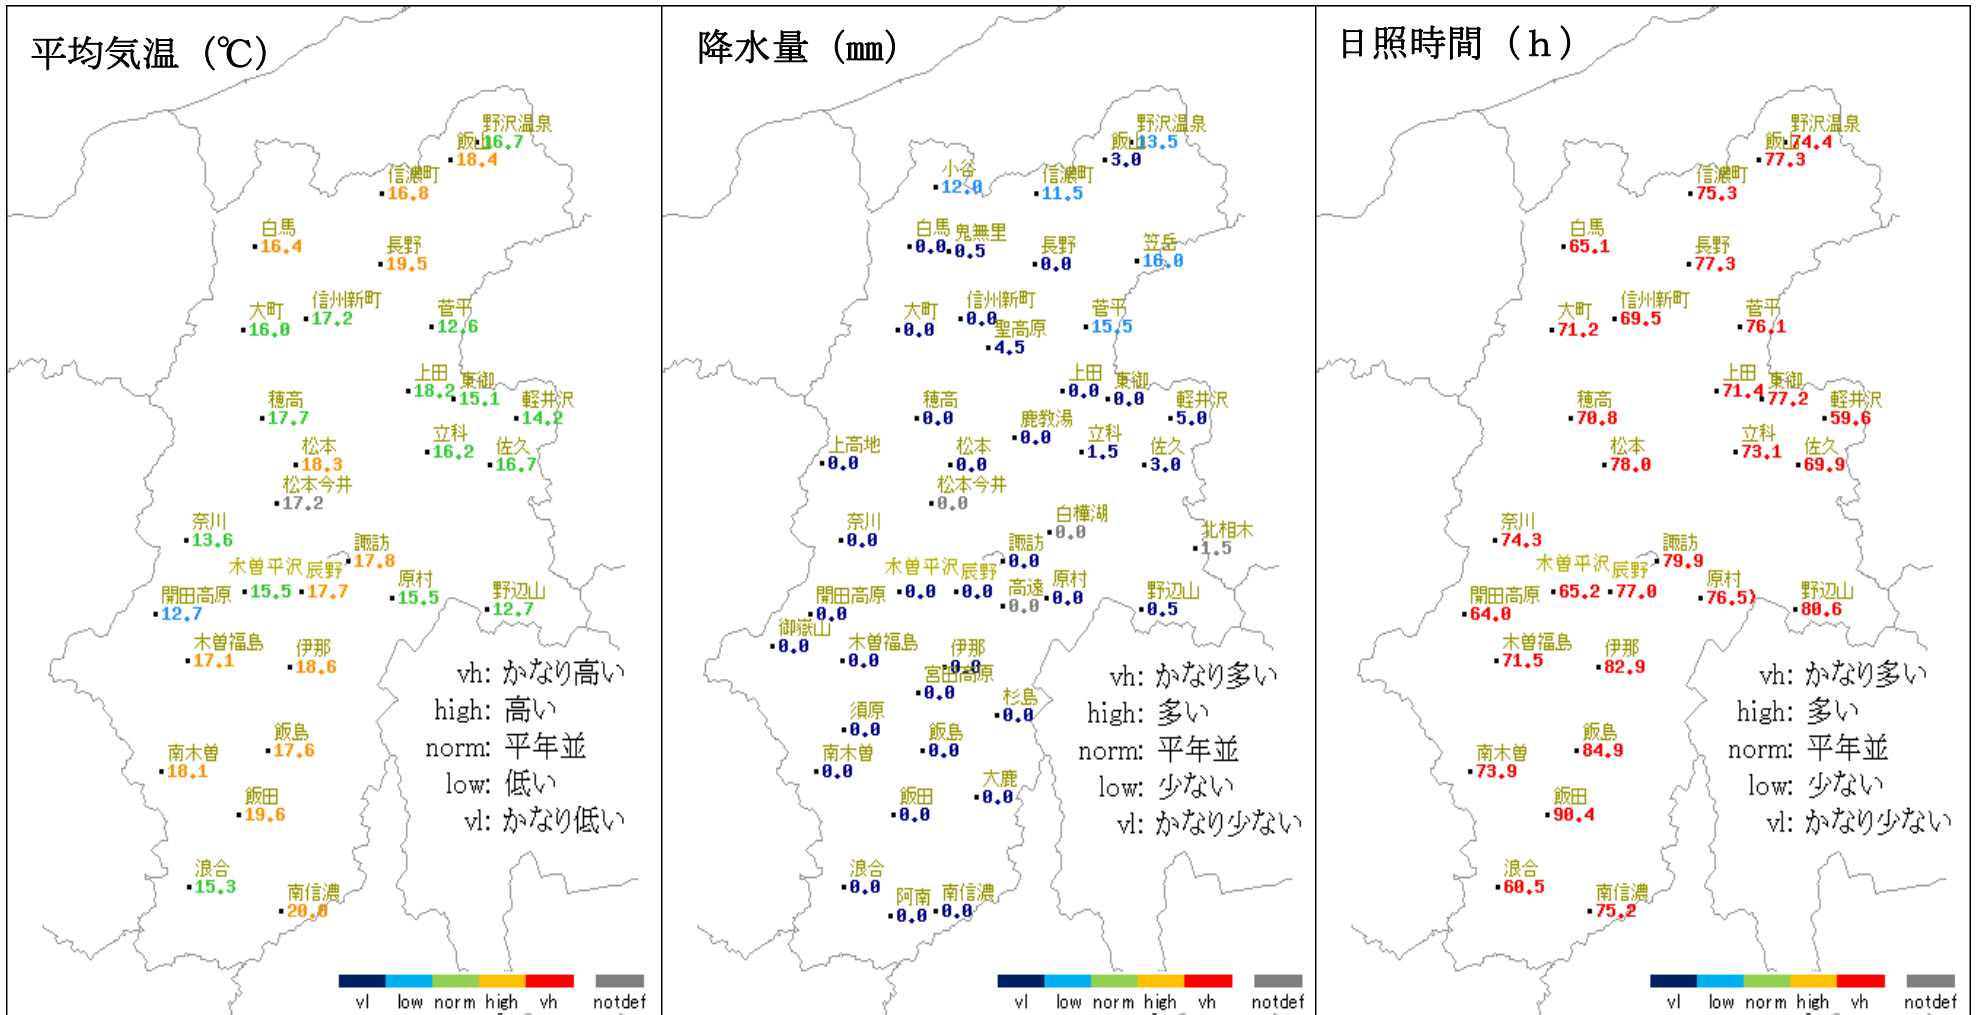 平均気温（℃）
野沢温泉
16.7
飯山
18.4
信濃町
16.8
白馬
16.4
長野
19.5
信州新町
17.2
大町
16.0
菅平
12.6
上田
18.2
東御
15.1
軽井沢
14.2
穂高
17.7
立科
16.2
佐久
16.7
松本
18.3
松本今井
17.2
奈川
13.6
諏訪
17.8
木曽平沢
15.5
辰野
17.7
原村
15.5
野辺山
12.7
開田高原
12.7
木曽福島
17.1
伊那
18.6
飯島
17.6
南木曽
18.1
飯田
19.6
浪合
15.3
南信濃
20.0
vh: かなり高い
high: 高い
norm: 平年並
low: 低い
vl: かなり低い
vl low norm high vh notdef
降水量（㎜）
野沢温泉
13.5
飯山
3.0
小谷
12.0
信濃町
11.5
白馬
0.0
鬼無里
0.5
長野
0.0
笠岳
16.0
大町
0.0
信州新町
0.0
聖高原
4.5
菅平
15.5
上田
0.0
東御
0.0
軽井沢
5.0
穂高
0.0
鹿教湯
0.0
立科
1.5
佐久
3.0
上高地
0.0
松本
0.0
松本今井
0.0
白樺湖
0.0
北相木
1.5
奈川
0.0
諏訪
0.0
木曽平沢
0.0
辰野
0.0
高遠
0.0
原村
0.0
野辺山
0.5
開田高原
0.0
御嶽山
0.0
木曽福島
0.0
伊那
0.0
宮田高原
0.0
杉島
0.0
須原
0.0
飯島
0.0
南木曽
0.0
大鹿
0.0
飯田
0.0
浪合
0.0
阿南
0.0
南信濃
0.0
vh: かなり多い
high: 多い
norm: 平年並
low: 少ない
vl: かなり少ない
vl low norm high vh notdef
日照時間（ｈ）
野沢温泉
74.4
飯山
77.3
信濃町
75.3
白馬
65.1
長野
77.3
信州新町
69.5
大町
71.2
菅平
76.1
上田
71.4
東御
77.2
軽井沢
59.6
穂高
70.8
立科
73.1
佐久
69.9
松本
78.0
奈川
74.3
諏訪
79.9
木曽平沢
65.2
辰野
77.0
原村
76.5)
野辺山
80.6
開田高原
64.0
木曽福島
71.5
伊那
82.9
飯島
84.9
南木曽
73.9
飯田
90.4
浪合
60.5
南信濃
75.2
vh: かなり多い
high: 多い
norm: 平年並
low: 少ない
vl: かなり少ない
vl low norm high vh notdef